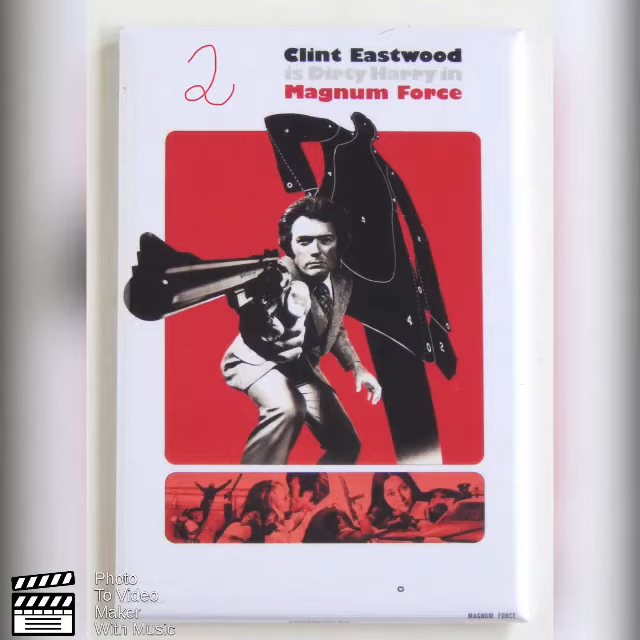 2
Clint Eastwood
is Dirty Harry in
Magnum Force
MAGNUM FORCE
Photo
To Video
Maker
With Music